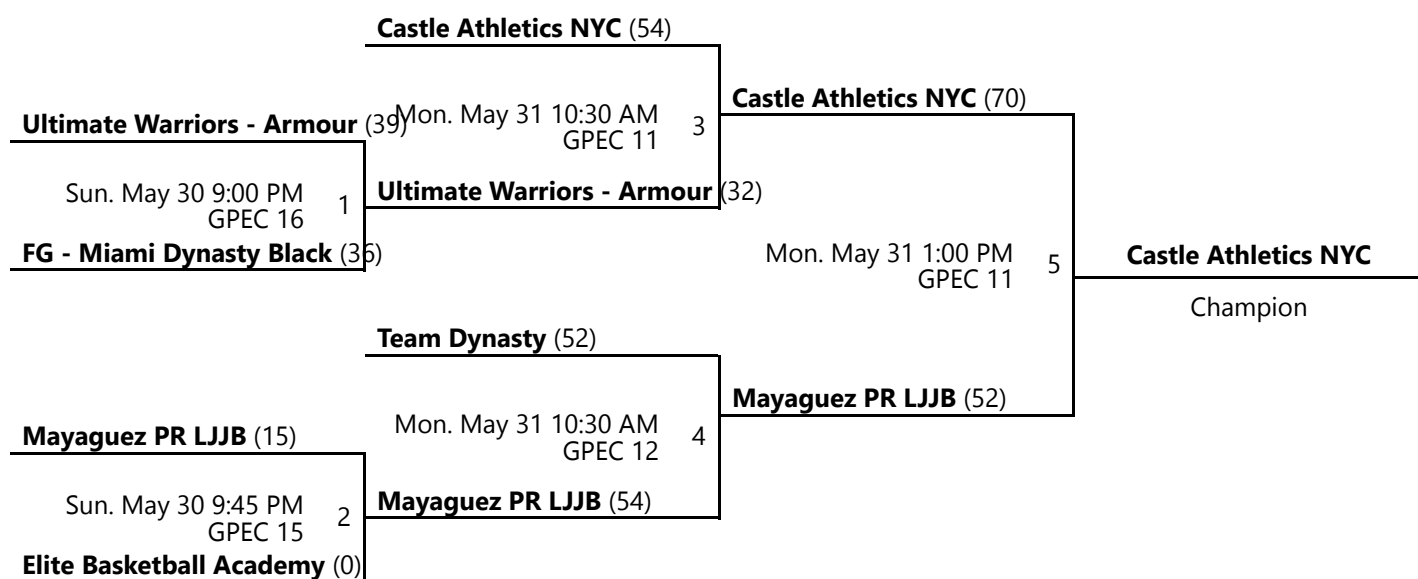 Castle Athletics NYC (54)
Castle Athletics NYC (70)
Mon. May 31 10:30 AM
GPEC 11
3
Ultimate Warriors - Armour (39)
Sun. May 30 9:00 PM
GPEC 16
1
Ultimate Warriors - Armour (32)
FG - Miami Dynasty Black (36)
Mon. May 31 1:00 PM
GPEC 11
5
Castle Athletics NYC
Champion
Team Dynasty (52)
Mayaguez PR LJJB (52)
Mon. May 31 10:30 AM
GPEC 12
4
Mayaguez PR LJJB (15)
Sun. May 30 9:45 PM
GPEC 15
2
Mayaguez PR LJJB (54)
Elite Basketball Academy (0)